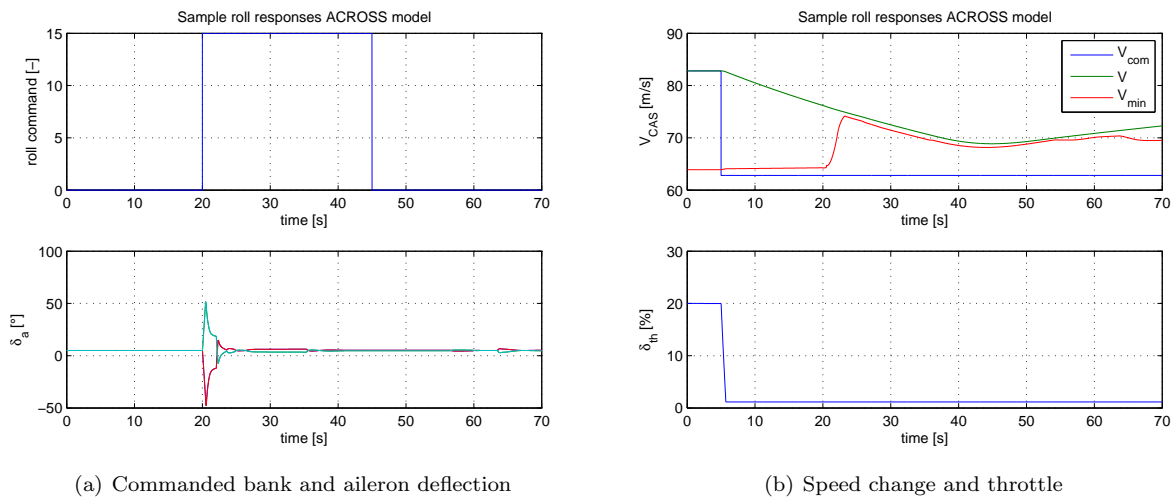 Sample roll responses ACROSS model
roll command [–]
15
10
5
0
0 10 20 30 40 50 60 70
time [s]
δa [°]
100
50
0
−50
0 10 20 30 40 50 60 70
time [s]
(a) Commanded bank and aileron deflection
Sample roll responses ACROSS model
VCAS [m/s]
90
80
70
60
Vcom
V
Vmin
0 10 20 30 40 50 60 70
time [s]
δth [%]
30
20
10
0
0 10 20 30 40 50 60 70
time [s]
(b) Speed change and throttle